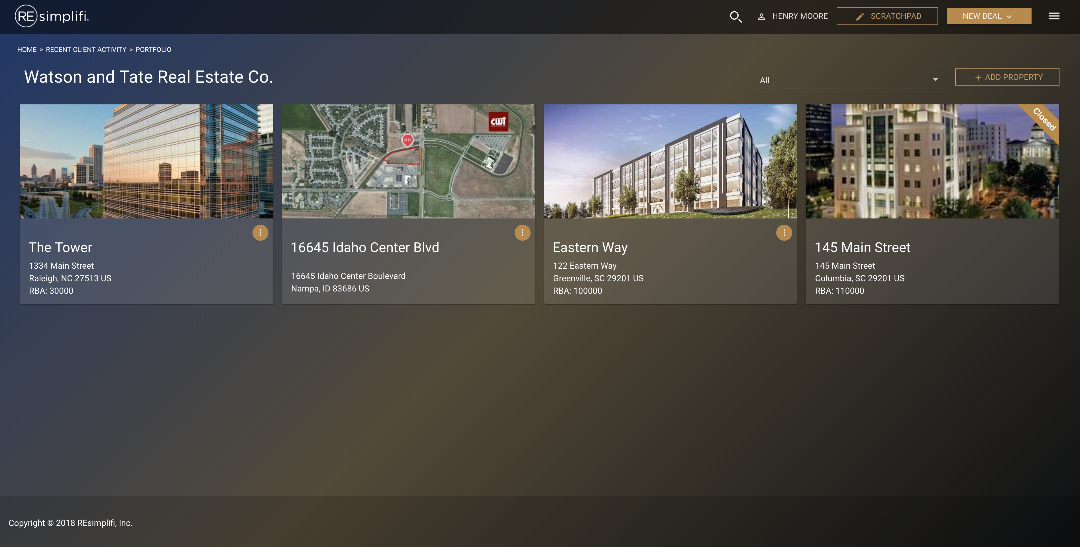 REsimplifi.
HENRY MOORE
SCRATCHPAD
NEW DEAL
HOME > RECENT CLIENT ACTIVITY > PORTFOLIO
Watson and Tate Real Estate Co.
All
+ ADD PROPERTY
cwt
Closed
The Tower
1334 Main Street
Raleigh, NC 27513 US
RBA: 30000
16645 Idaho Center Blvd
16645 Idaho Center Boulevard
Nampa, ID 83686 US
Eastern Way
122 Eastern Way
Greenville, SC 29201 US
RBA: 100000
145 Main Street
145 Main Street
Columbia, SC 29201 US
RBA: 110000
Copyright © 2018 REsimplifi, Inc.